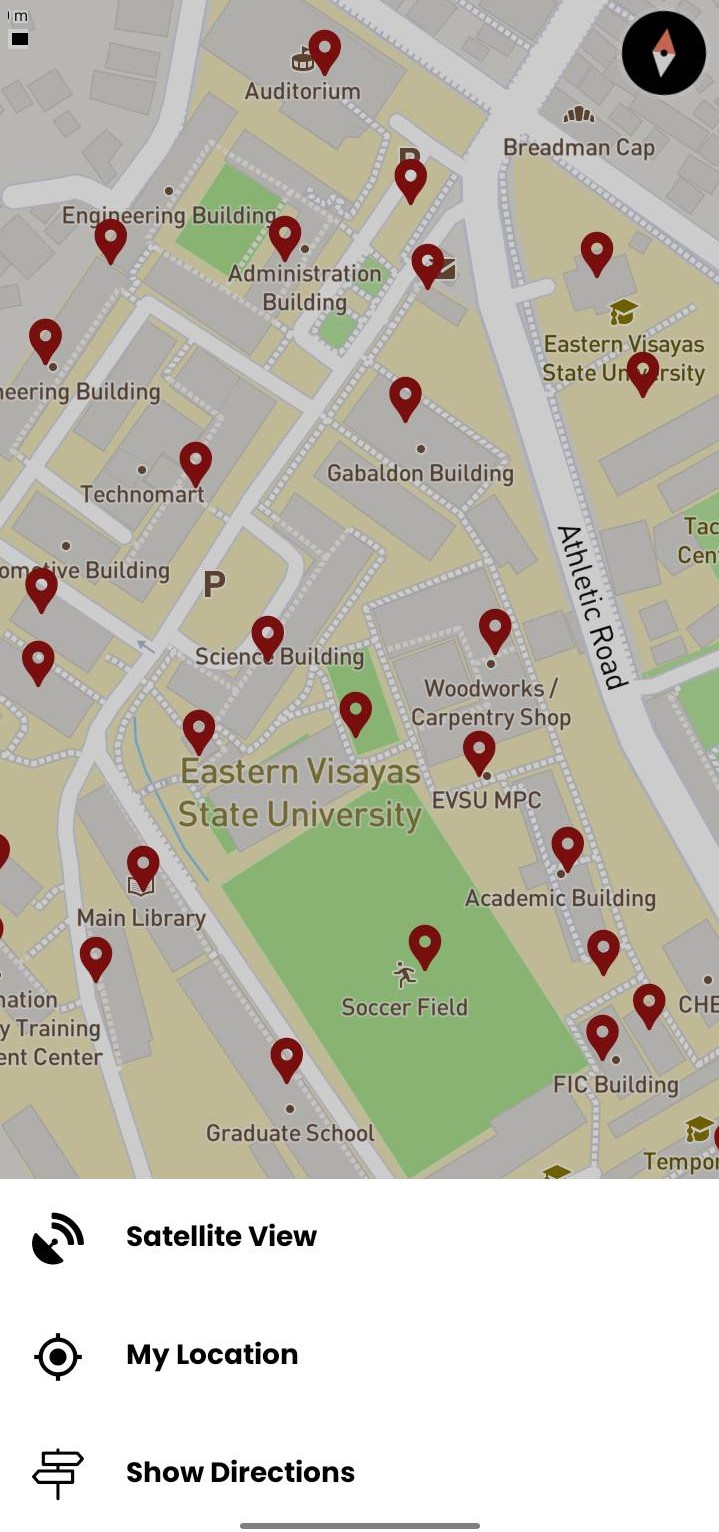 m
Auditorium
P
Breadman Cap
Engineering Building
Administration
Building
Eastern Visayas
State University
neering Building
Gabaldon Building
Technomart
Tac
Cen
omotive Building
P
Athletic Road
Science Building
Woodworks /
Carpentry Shop
Eastern Visayas
State University
EVSU MPC
Academic Building
Main Library
Soccer Field
CHE
nation
y Training
ent Center
FIC Building
Graduate School
Tempor
Satellite View
My Location
Show Directions